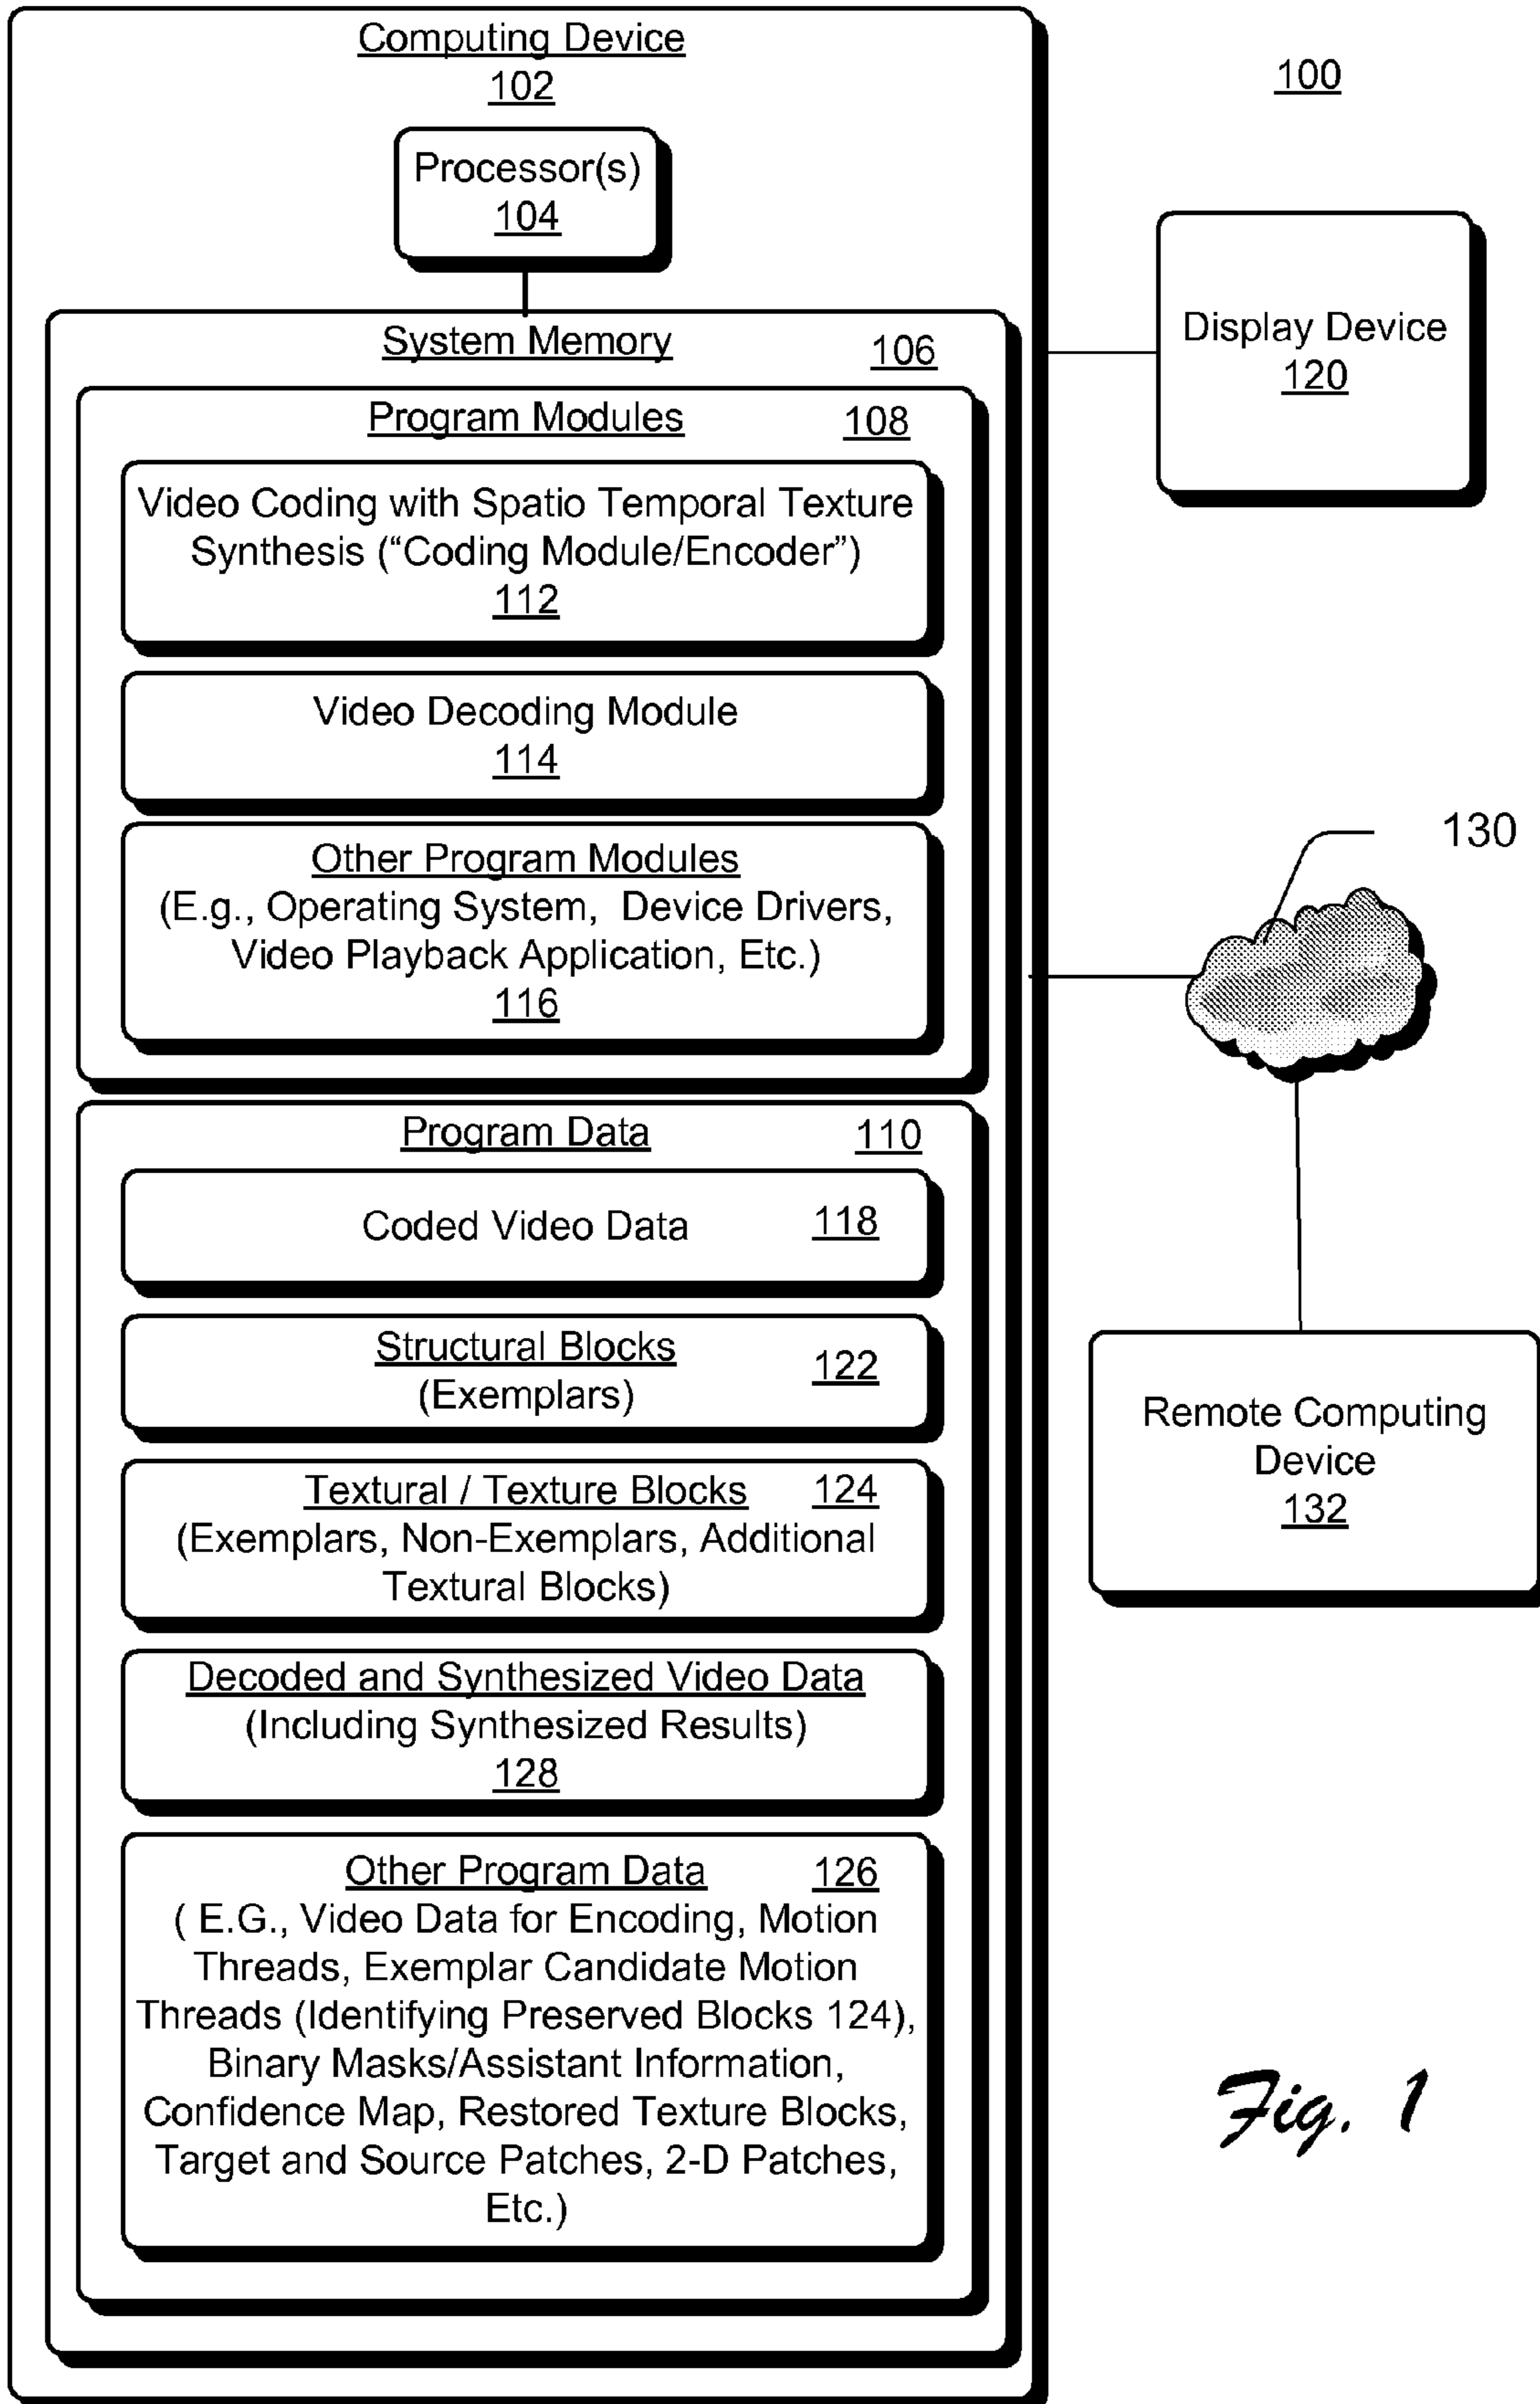 Computing Device
102
100
Processor(s)
104
System Memory 106
Program Modules 108
Video Coding with Spatio Temporal Texture
Synthesis (“Coding Module/Encoder”)
112
Video Decoding Module
114
Other Program Modules
(E.g., Operating System, Device Drivers,
Video Playback Application, Etc.)
116
Program Data 110
Coded Video Data 118
Structural Blocks
(Exemplars)
122
Textural / Texture Blocks 124
(Exemplars, Non-Exemplars, Additional
Textural Blocks)
Decoded and Synthesized Video Data
(Including Synthesized Results)
128
Other Program Data 126
( E.G., Video Data for Encoding, Motion
Threads, Exemplar Candidate Motion
Threads (Identifying Preserved Blocks 124),
Binary Masks/Assistant Information,
Confidence Map, Restored Texture Blocks,
Target and Source Patches, 2-D Patches,
Etc.)
Display Device
120
130
Remote Computing
Device
132
Fig. 1